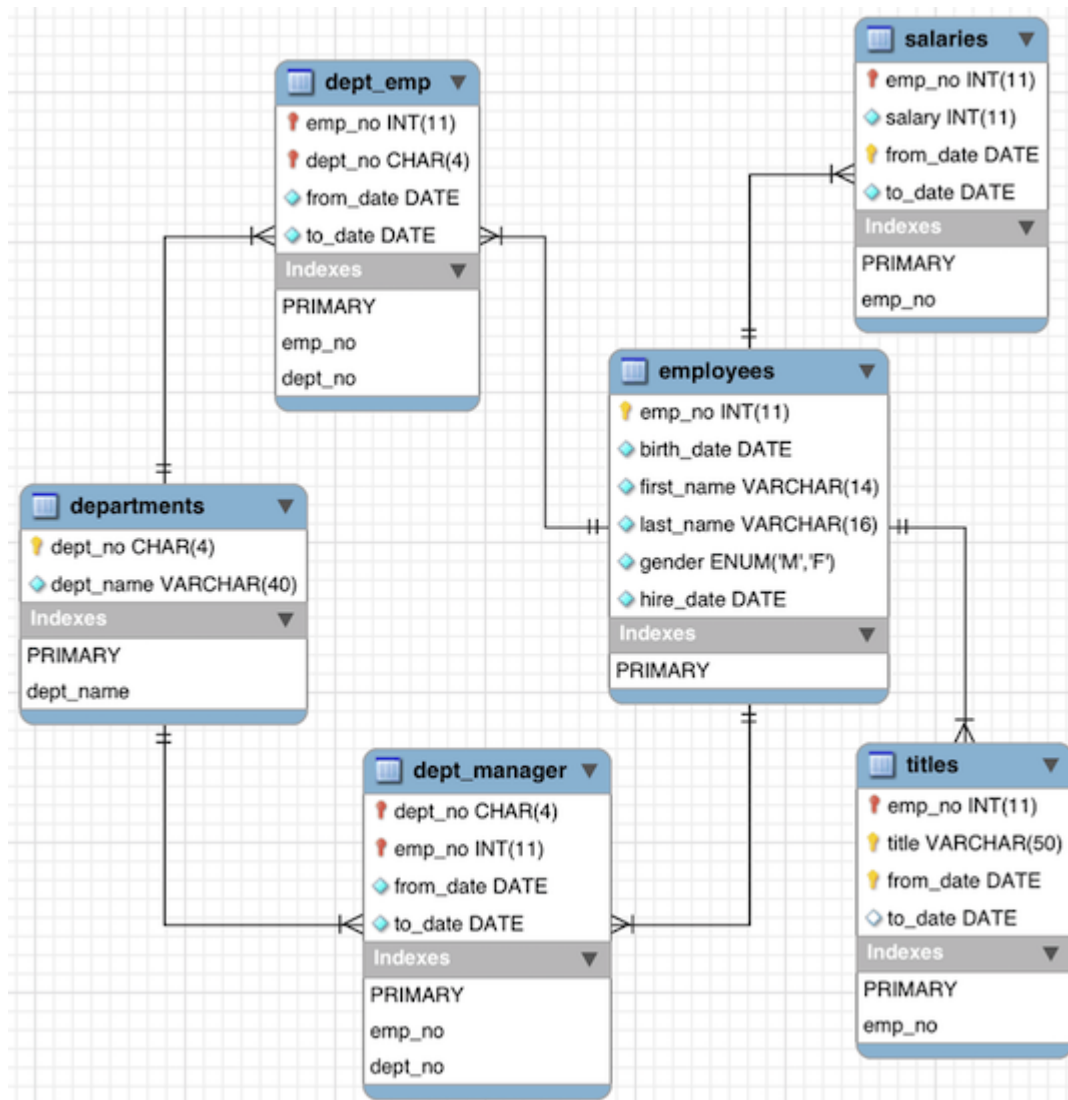 dept_emp
emp_no INT(11)
dept_no CHAR(4)
from_date DATE
to_date DATE
Indexes
PRIMARY
emp_no
dept_no
salaries
emp_no INT(11)
salary INT(11)
from_date DATE
to_date DATE
Indexes
PRIMARY
emp_no
employees
emp_no INT(11)
birth_date DATE
first_name VARCHAR(14)
last_name VARCHAR(16)
gender ENUM('M','F')
hire_date DATE
Indexes
PRIMARY
departments
dept_no CHAR(4)
dept_name VARCHAR(40)
Indexes
PRIMARY
dept_name
dept_manager
dept_no CHAR(4)
emp_no INT(11)
from_date DATE
to_date DATE
Indexes
PRIMARY
emp_no
dept_no
titles
emp_no INT(11)
title VARCHAR(50)
from_date DATE
to_date DATE
Indexes
PRIMARY
emp_no